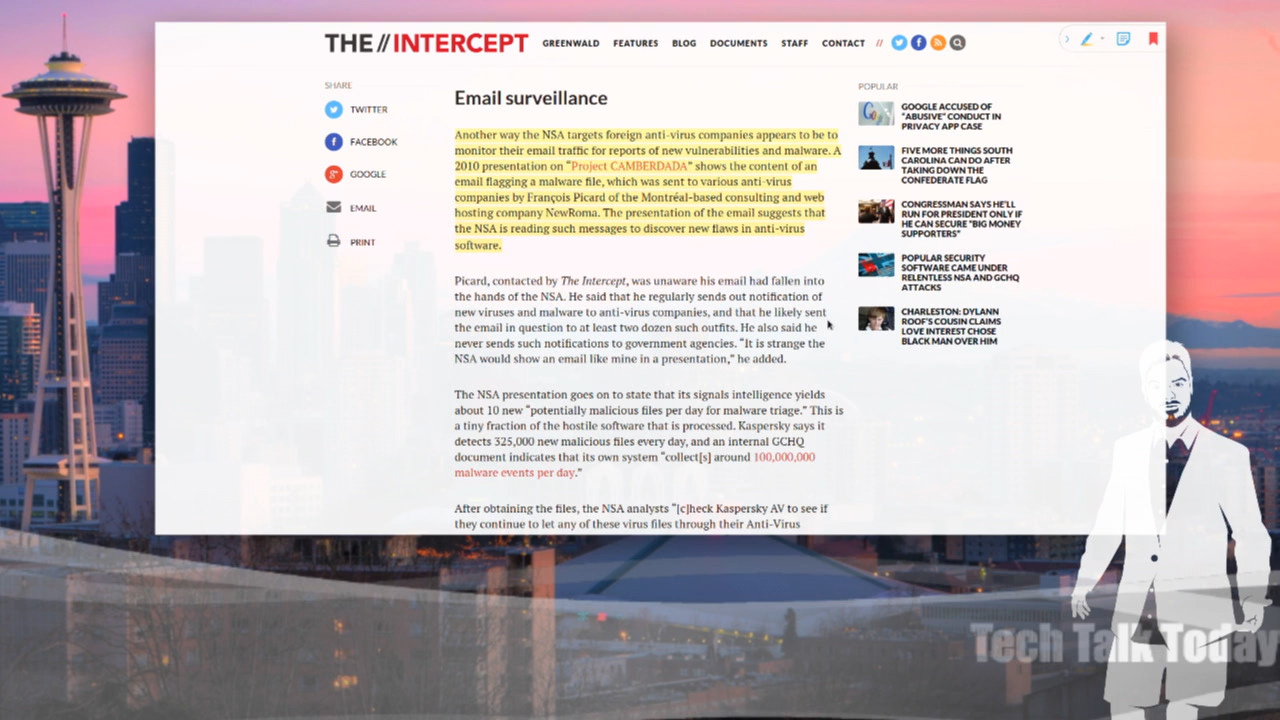 THE // INTERCEPT
GREENWALD FEATURES BLOG DOCUMENTS STAFF CONTACT //
SHARE
TWITTER
FACEBOOK
GOOGLE
EMAIL
PRINT
Email surveillance
Another way the NSA targets foreign anti-virus companies appears to be to
monitor their email traffic for reports of new vulnerabilities and malware. A
2010 presentation on “Project CAMBERDADA” shows the content of an
email flagging a malware file, which was sent to various anti-virus
companies by François Picard of the Montréal-based consulting and web
hosting company NewRoma. The presentation of the email suggests that
the NSA is reading such messages to discover new flaws in anti-virus
software.
Picard, contacted by The Intercept, was unaware his email had fallen into
the hands of the NSA. He said that he regularly sends out notification of
new viruses and malware to anti-virus companies, and that he likely sent
the email in question to at least two dozen such outfits. He also said he
never sends such notifications to government agencies. “It is strange the
NSA would show an email like mine in a presentation,” he added.
The NSA presentation goes on to state that its signals intelligence yields
about 10 new “potentially malicious files per day for malware triage.” This is
a tiny fraction of the hostile software that is processed. Kaspersky says it
detects 325,000 new malicious files every day, and an internal GCHQ
document indicates that its own system “collect[s] around 100,000,000
malware events per day.”
After obtaining the files, the NSA analysts “[c]heck Kaspersky AV to see if
they continue to let any of these virus files through their Anti-Virus
POPULAR
GOOGLE ACCUSED OF
“ABUSIVE” CONDUCT IN
PRIVACY APP CASE
FIVE MORE THINGS SOUTH
CAROLINA CAN DO AFTER
TAKING DOWN THE
CONFEDERATE FLAG
CONGRESSMAN SAYS HE’LL
RUN FOR PRESIDENT ONLY IF
HE CAN SECURE “BIG MONEY
SUPPORTERS”
POPULAR SECURITY
SOFTWARE CAME UNDER
RELENTLESS NSA AND GCHQ
ATTACKS
CHARLESTON: DYLANN
ROOF’S COUSIN CLAIMS
LOVE INTEREST CHOSE
BLACK MAN OVER HIM
Tech Talk Today